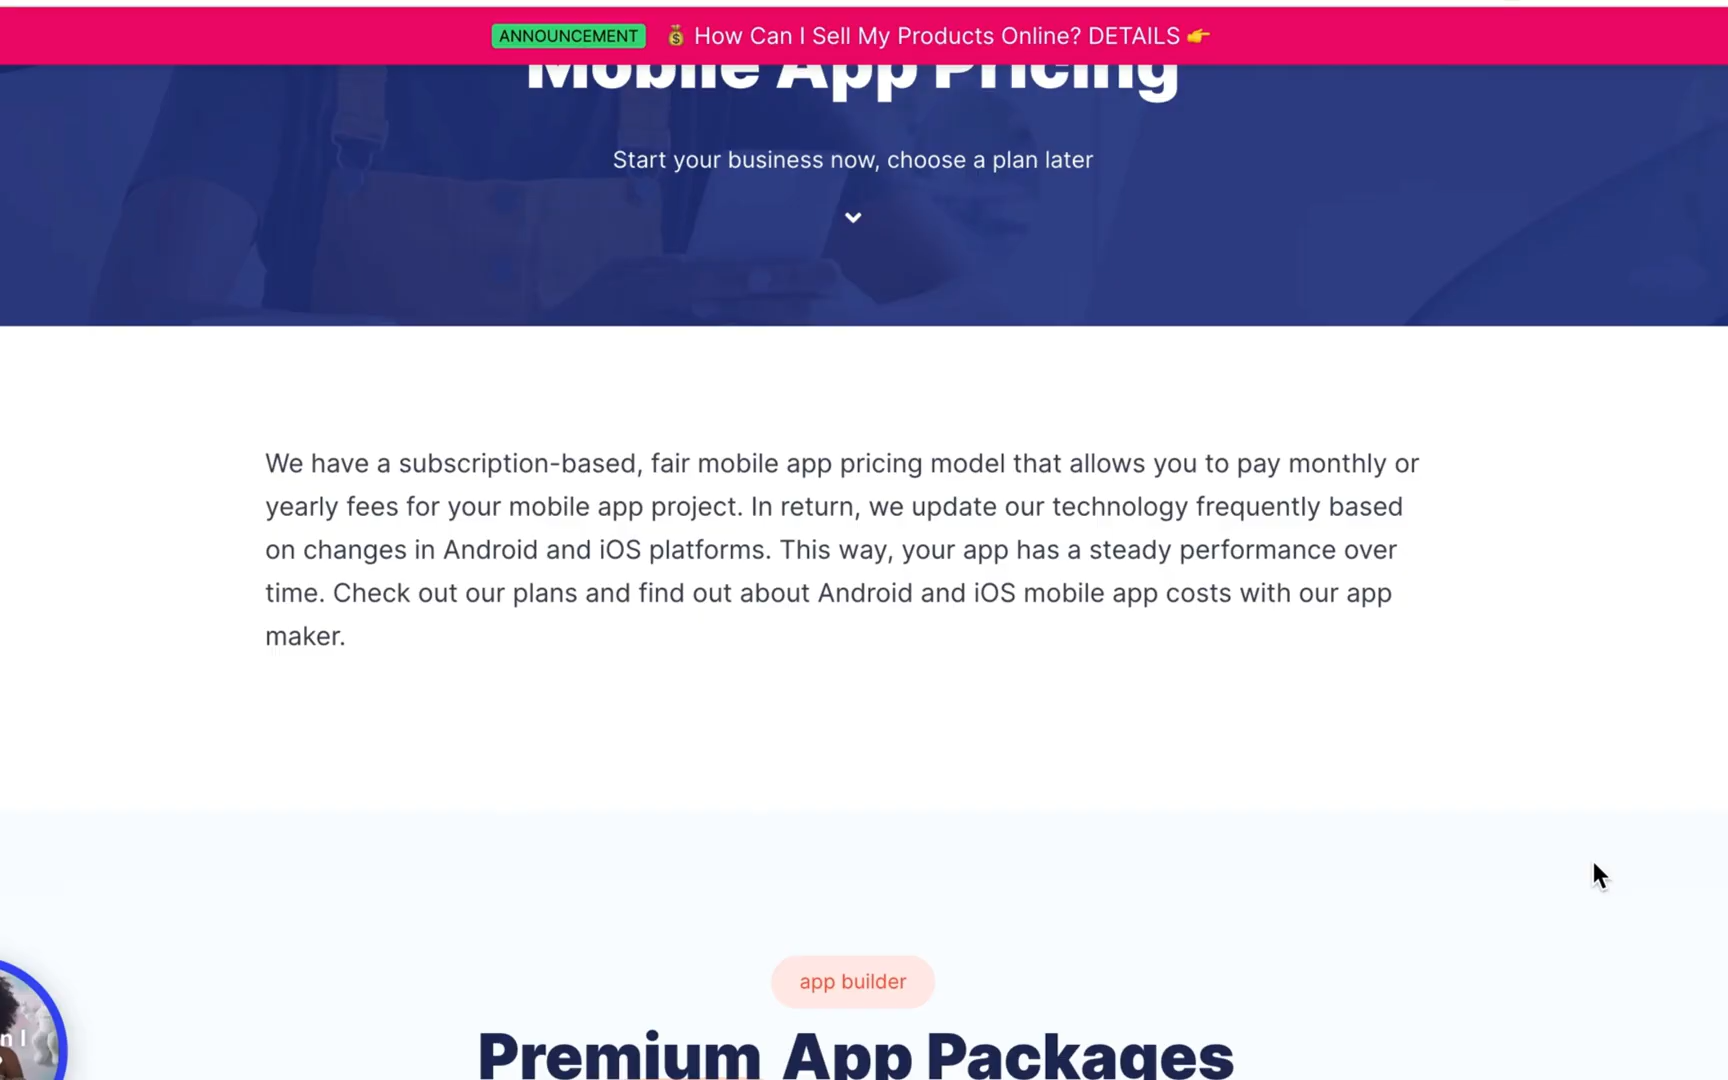 ANNOUNCEMENT 💰 How Can I Sell My Products Online? DETAILS 👉
Mobile App Pricing
Start your business now, choose a plan later
We have a subscription-based, fair mobile app pricing model that allows you to pay monthly or
yearly fees for your mobile app project. In return, we update our technology frequently based
on changes in Android and iOS platforms. This way, your app has a steady performance over
time. Check out our plans and find out about Android and iOS mobile app costs with our app
maker.
app builder
Premium App Packages